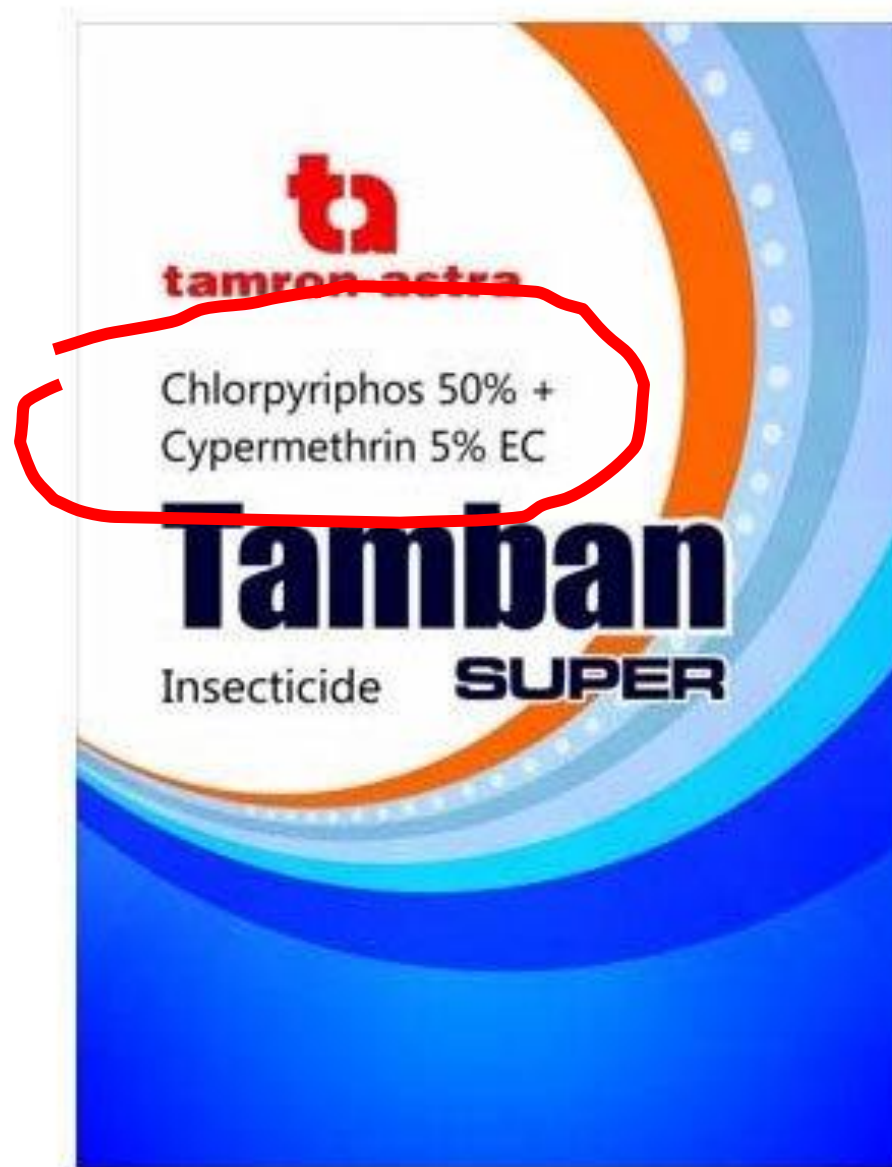 ta
tamron astra
Chlorpyriphos 50% +
Cypermethrin 5% EC
Tamban
Insecticide SUPER